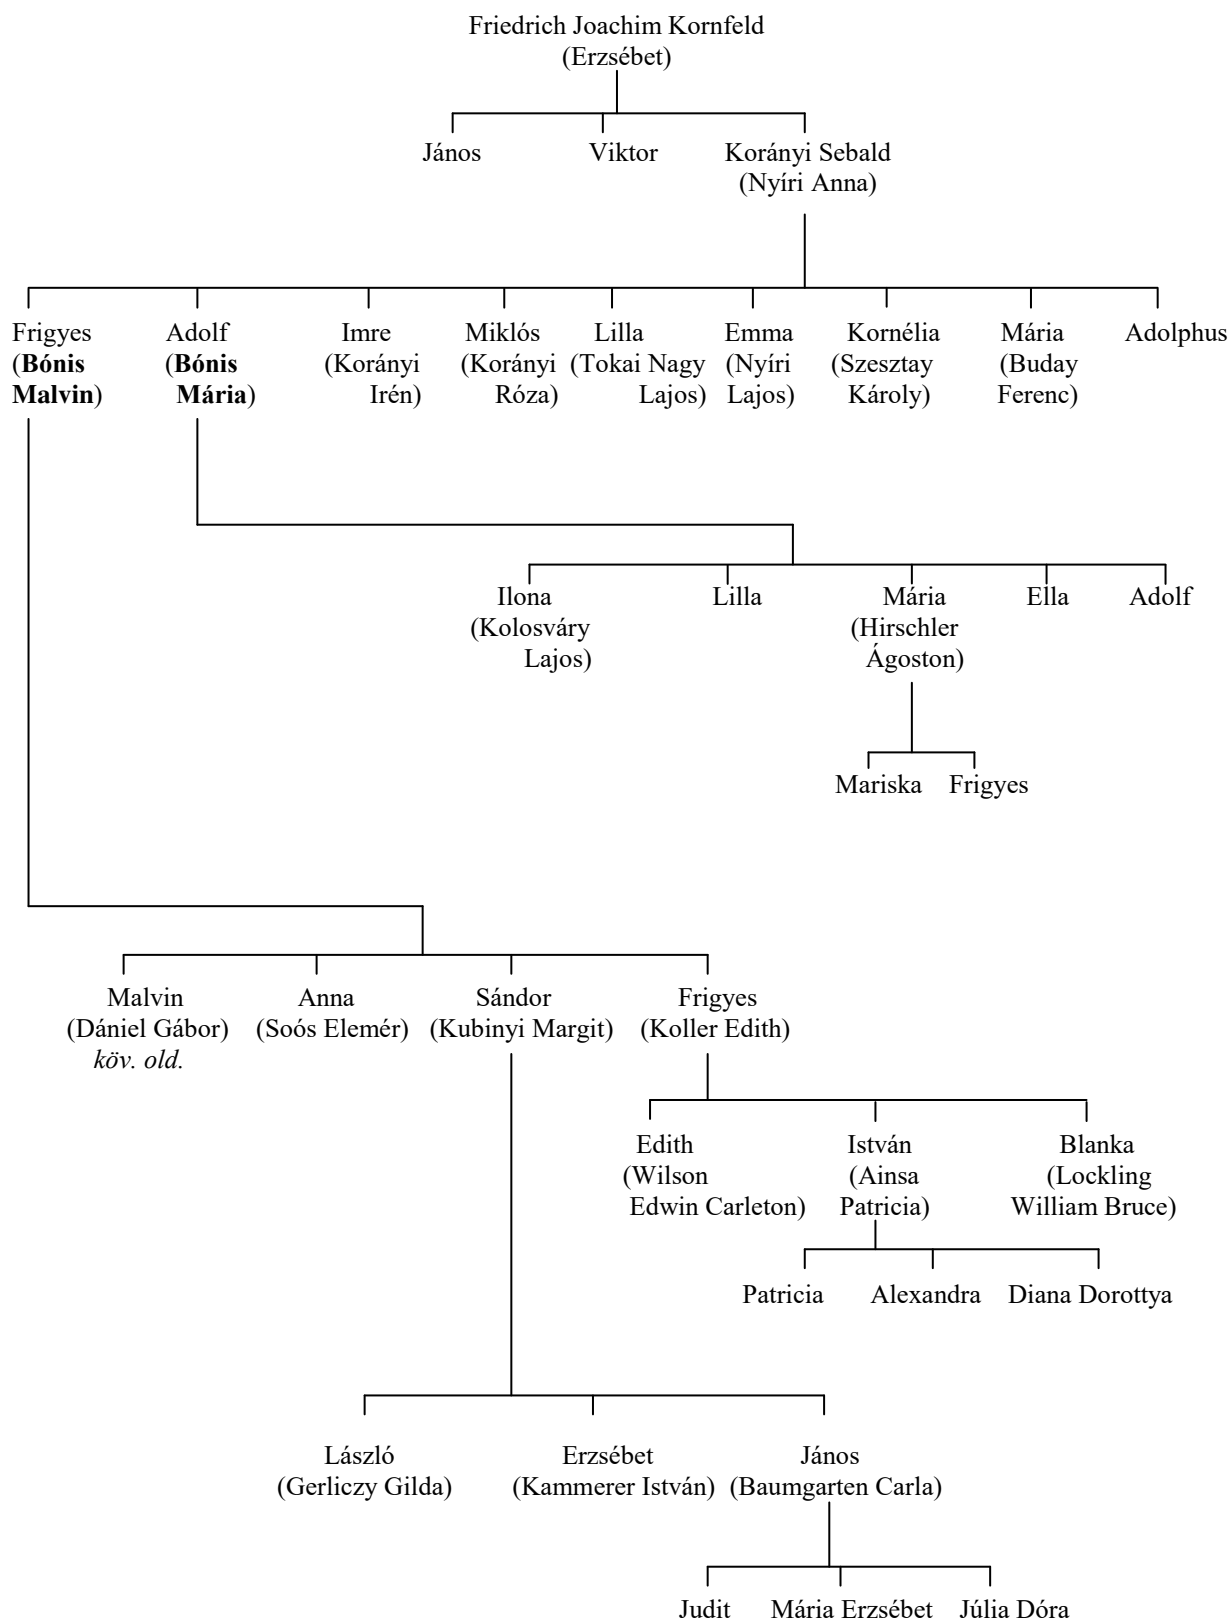 Friedrich Joachim Kornfeld
(Erzsébet)
János Viktor Korányi Sebald
(Nyíri Anna)
Frigyes Adolf Imre Miklós Lilla Emma Kornélia Mária Adolphus
(Bónis (Bónis (Korányi (Korányi (Tokai Nagy (Nyíri (Szesztay (Buday
Malvin) Mária) Irén) Róza) Lajos) Lajos) Károly) Ferenc)
Ilona Lilla Mária Ella Adolf
(Kolosváry (Hirschler
Lajos) Ágoston)
Mariska Frigyes
Malvin Anna Sándor Frigyes
(Dániel Gábor) (Soós Elemér) (Kubinyi Margit) (Koller Edith)
köv. old.
Edith István Blanka
(Wilson (Ainsa (Lockling
Edwin Carleton) Patricia) William Bruce)
Patricia Alexandra Diana Dorottya
László Erzsébet János
(Gerliczy Gilda) (Kammerer István) (Baumgarten Carla)
Judit Mária Erzsébet Júlia Dóra